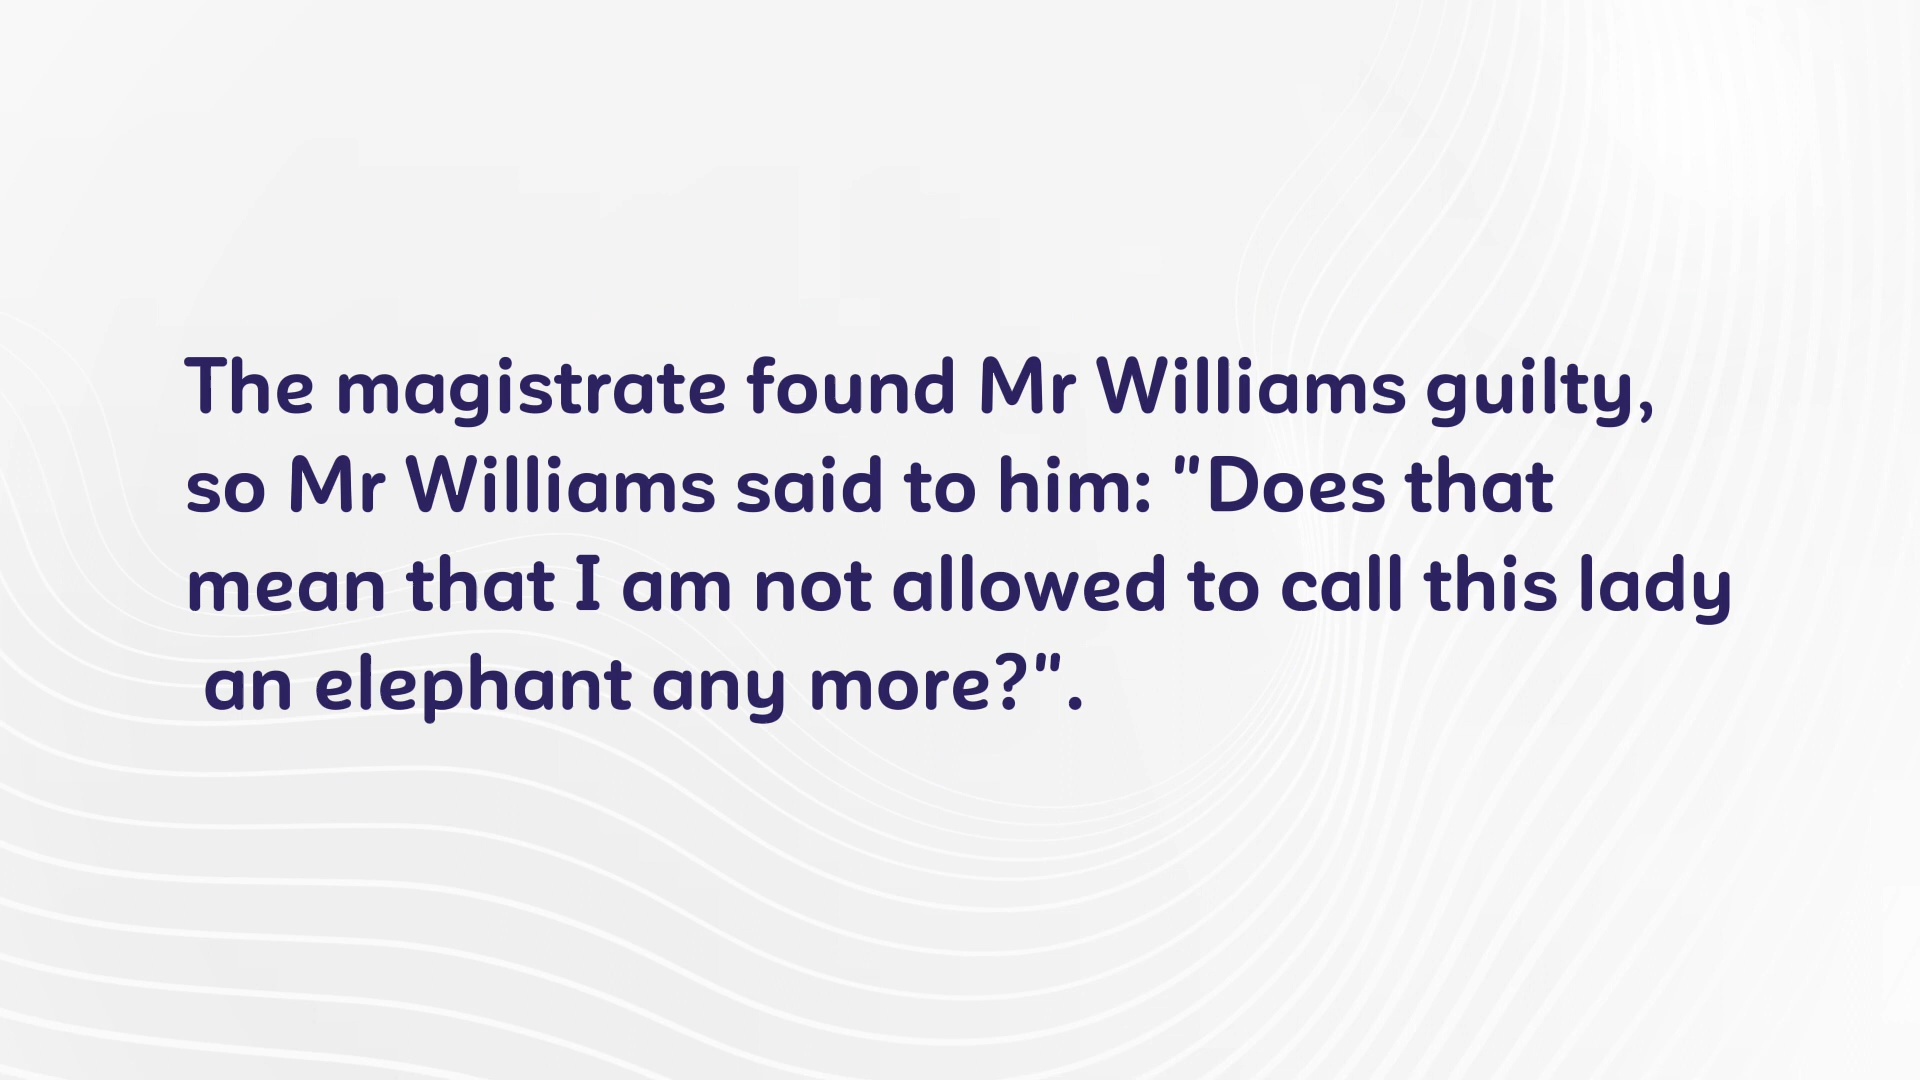 The magistrate found Mr Williams guilty,
so Mr Williams said to him: "Does that
mean that I am not allowed to call this lady
an elephant any more?".